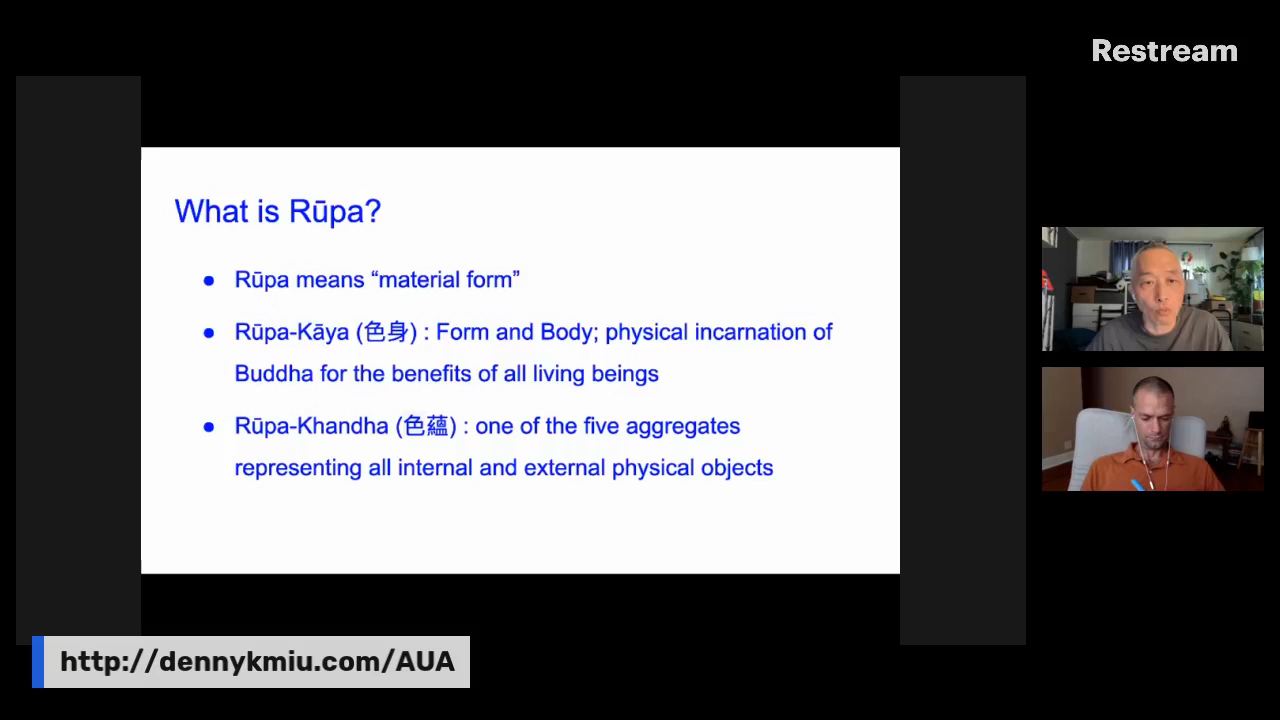 Restream
What is Rūpa?
● Rūpa means “material form”
● Rūpa-Kāya (色身) : Form and Body; physical incarnation of
Buddha for the benefits of all living beings
● Rūpa-Khandha (色蘊) : one of the five aggregates
representing all internal and external physical objects
http://dennykmiu.com/AUA